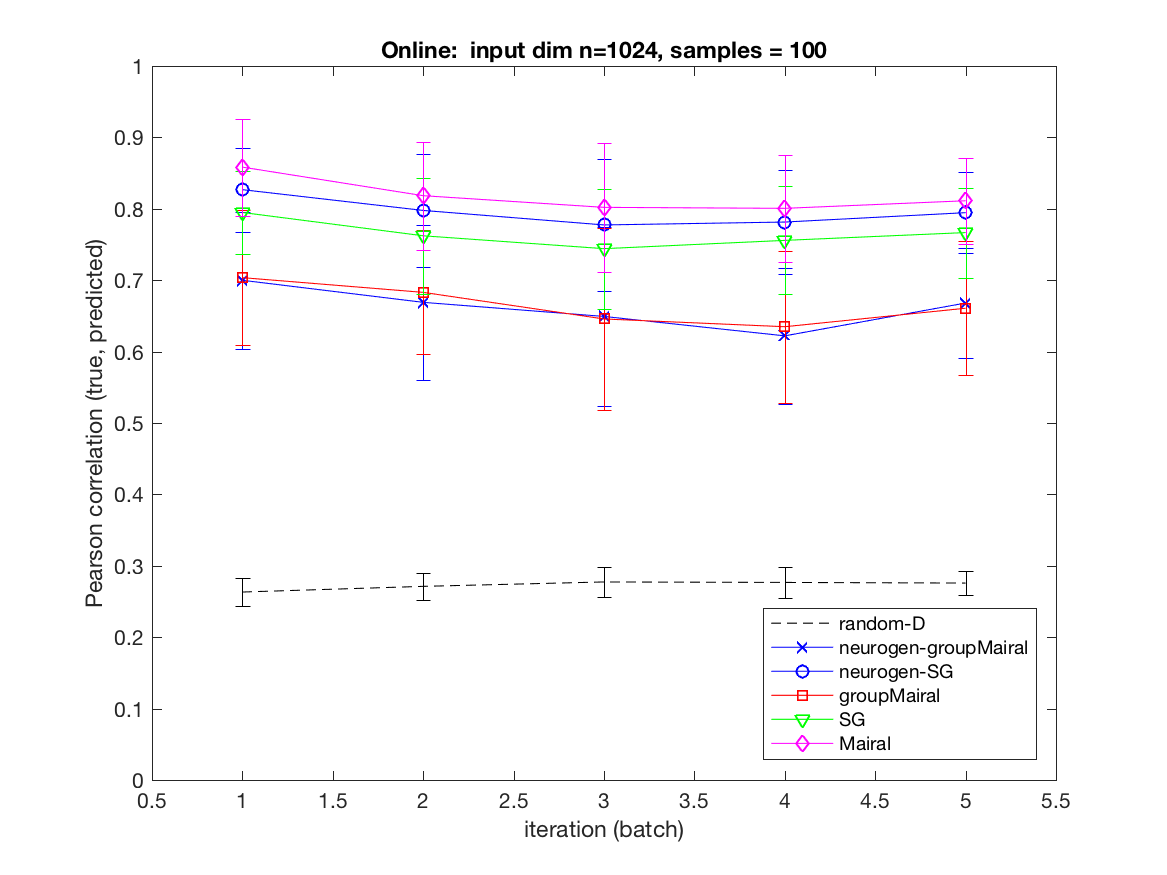 Online:  input dim n=1024, samples = 100
1
0.9
0.8
0.7
0.6
0.5
0.4
0.3
0.2
0.1
0
Pearson correlation (true, predicted)
random-D
neurogen-groupMairal
neurogen-SG
groupMairal
SG
Mairal
0.5 1 1.5 2 2.5 3 3.5 4 4.5 5 5.5
iteration (batch)